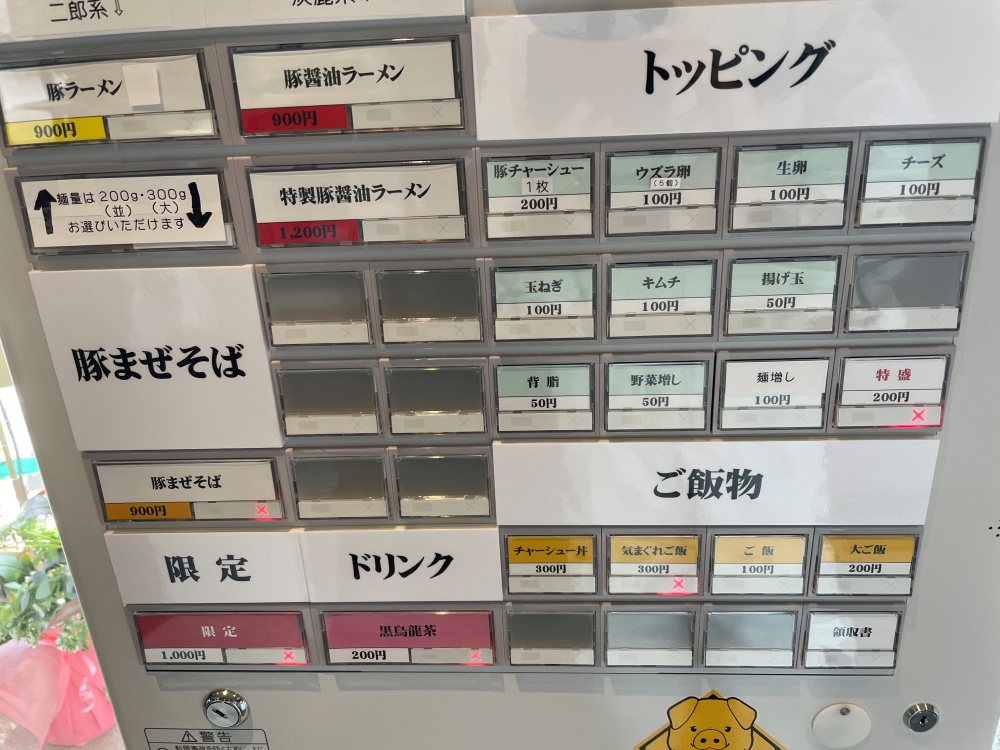 二郎系↓
豚ラーメン
900円
豚醤油ラーメン
900円
トッピング
麺量は 200g・300g
(並) (大)
お選びいただけます
特製豚醤油ラーメン
1,200円
豚チャーシュー
1枚
200円
ウズラ卵
(5個)
100円
生卵
100円
チーズ
100円
玉ねぎ
100円
キムチ
100円
揚げ玉
50円
豚まぜそば
背脂
50円
野菜増し
50円
麺増し
100円
特盛
200円
豚まぜそば
900円
ご飯物
限定
ドリンク
チャーシュー丼
300円
気まぐれご飯
300円
ご飯
100円
大ご飯
200円
限定
1,000円
黒烏龍茶
200円
領収書
警告